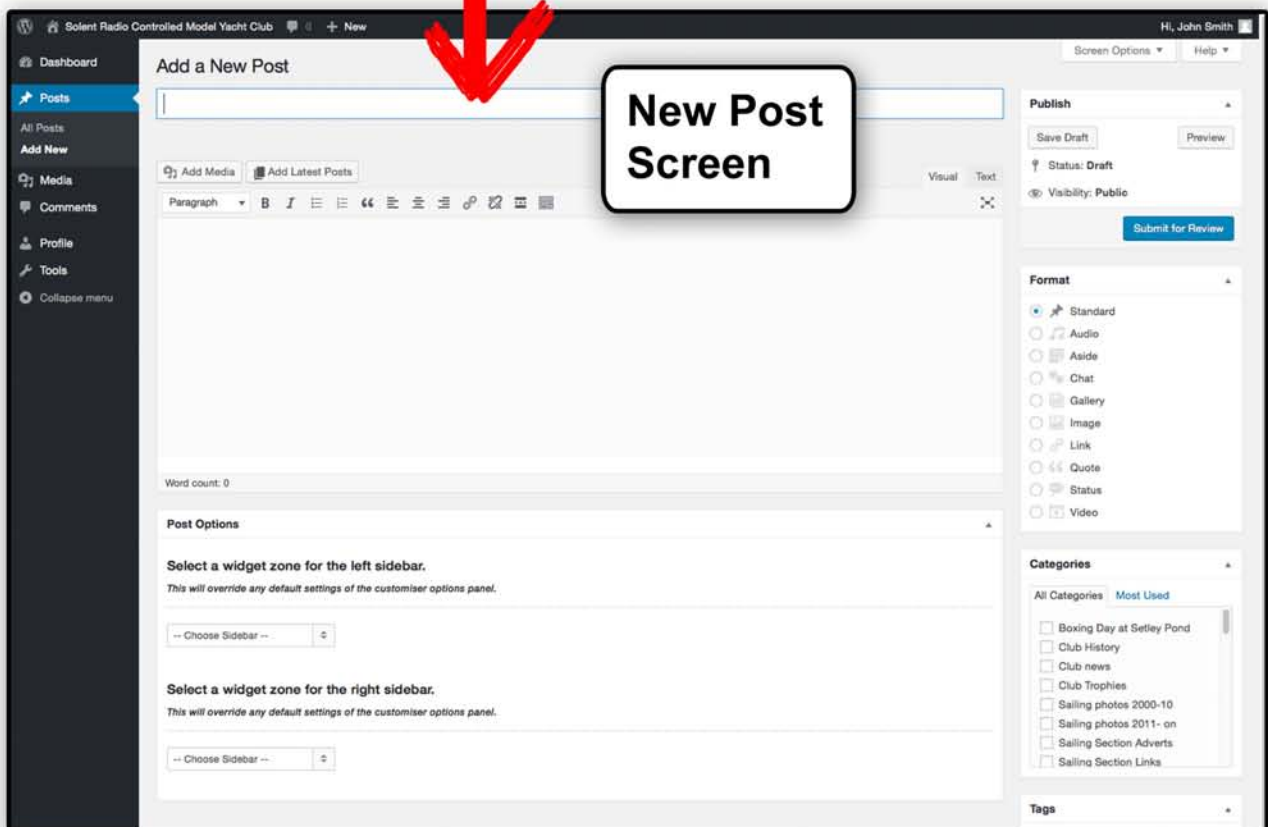 Solent Radio Controlled Model Yacht Club 0 + New Hi, John Smith
Screen Options Help
Dashboard
Posts
All Posts
Add New
Media
Comments
Profile
Tools
Collapse menu
Add a New Post
New Post
Screen
Add Media Add Latest Posts
Visual Text
Paragraph B I
Word count: 0
Post Options
Select a widget zone for the left sidebar.
This will override any default settings of the customiser options panel.
-- Choose Sidebar --
Select a widget zone for the right sidebar.
This will override any default settings of the customiser options panel.
-- Choose Sidebar --
Publish
Save Draft Preview
Status: Draft
Visibility: Public
Submit for Review
Format
Standard
Audio
Aside
Chat
Gallery
Image
Link
Quote
Status
Video
Categories
All Categories Most Used
Boxing Day at Setley Pond
Club History
Club news
Club Trophies
Sailing photos 2000-10
Sailing photos 2011- on
Sailing Section Adverts
Sailing Section Links
Tags